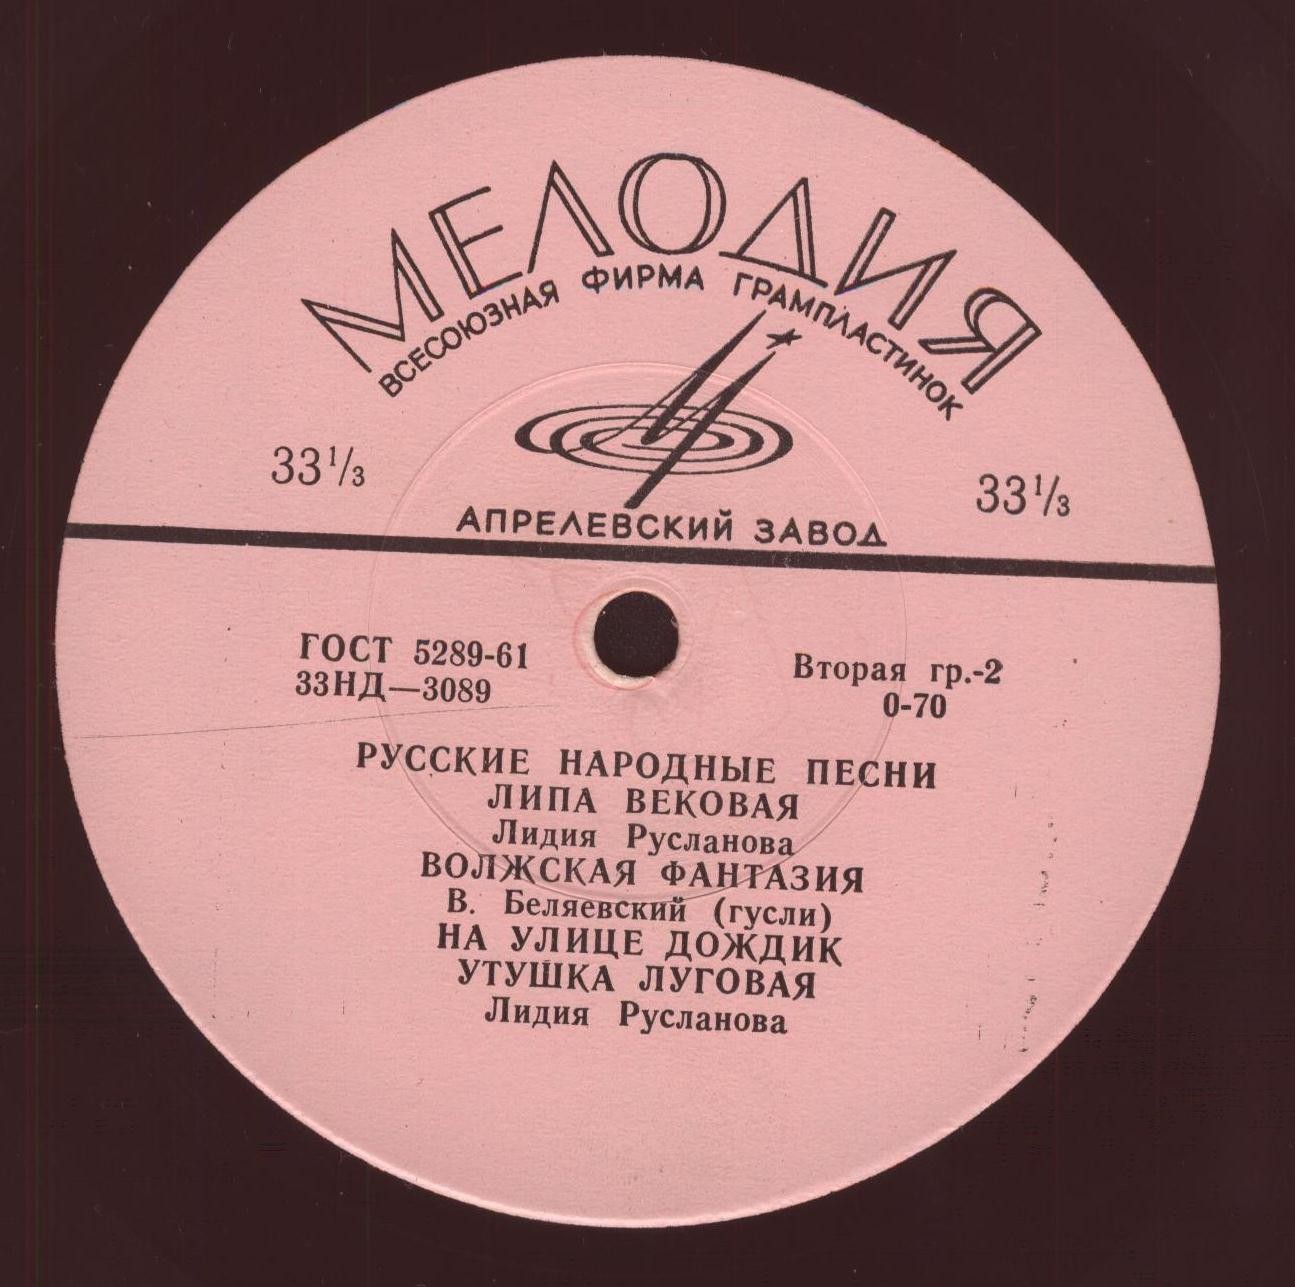 МЕЛОДИЯ
ВСЕСОЮЗНАЯ ФИРМА ГРАМПЛАСТИНОК
33⅓ 33⅓
АПРЕЛЕВСКИЙ ЗАВОД
ГОСТ 5289-61 Вторая гр.-2
33НД—3089 0-70
РУССКИЕ НАРОДНЫЕ ПЕСНИ
ЛИПА ВЕКОВАЯ
Лидия Русланова
ВОЛЖСКАЯ ФАНТАЗИЯ
В. Беляевский (гусли)
НА УЛИЦЕ ДОЖДИК
УТУШКА ЛУГОВАЯ
Лидия Русланова